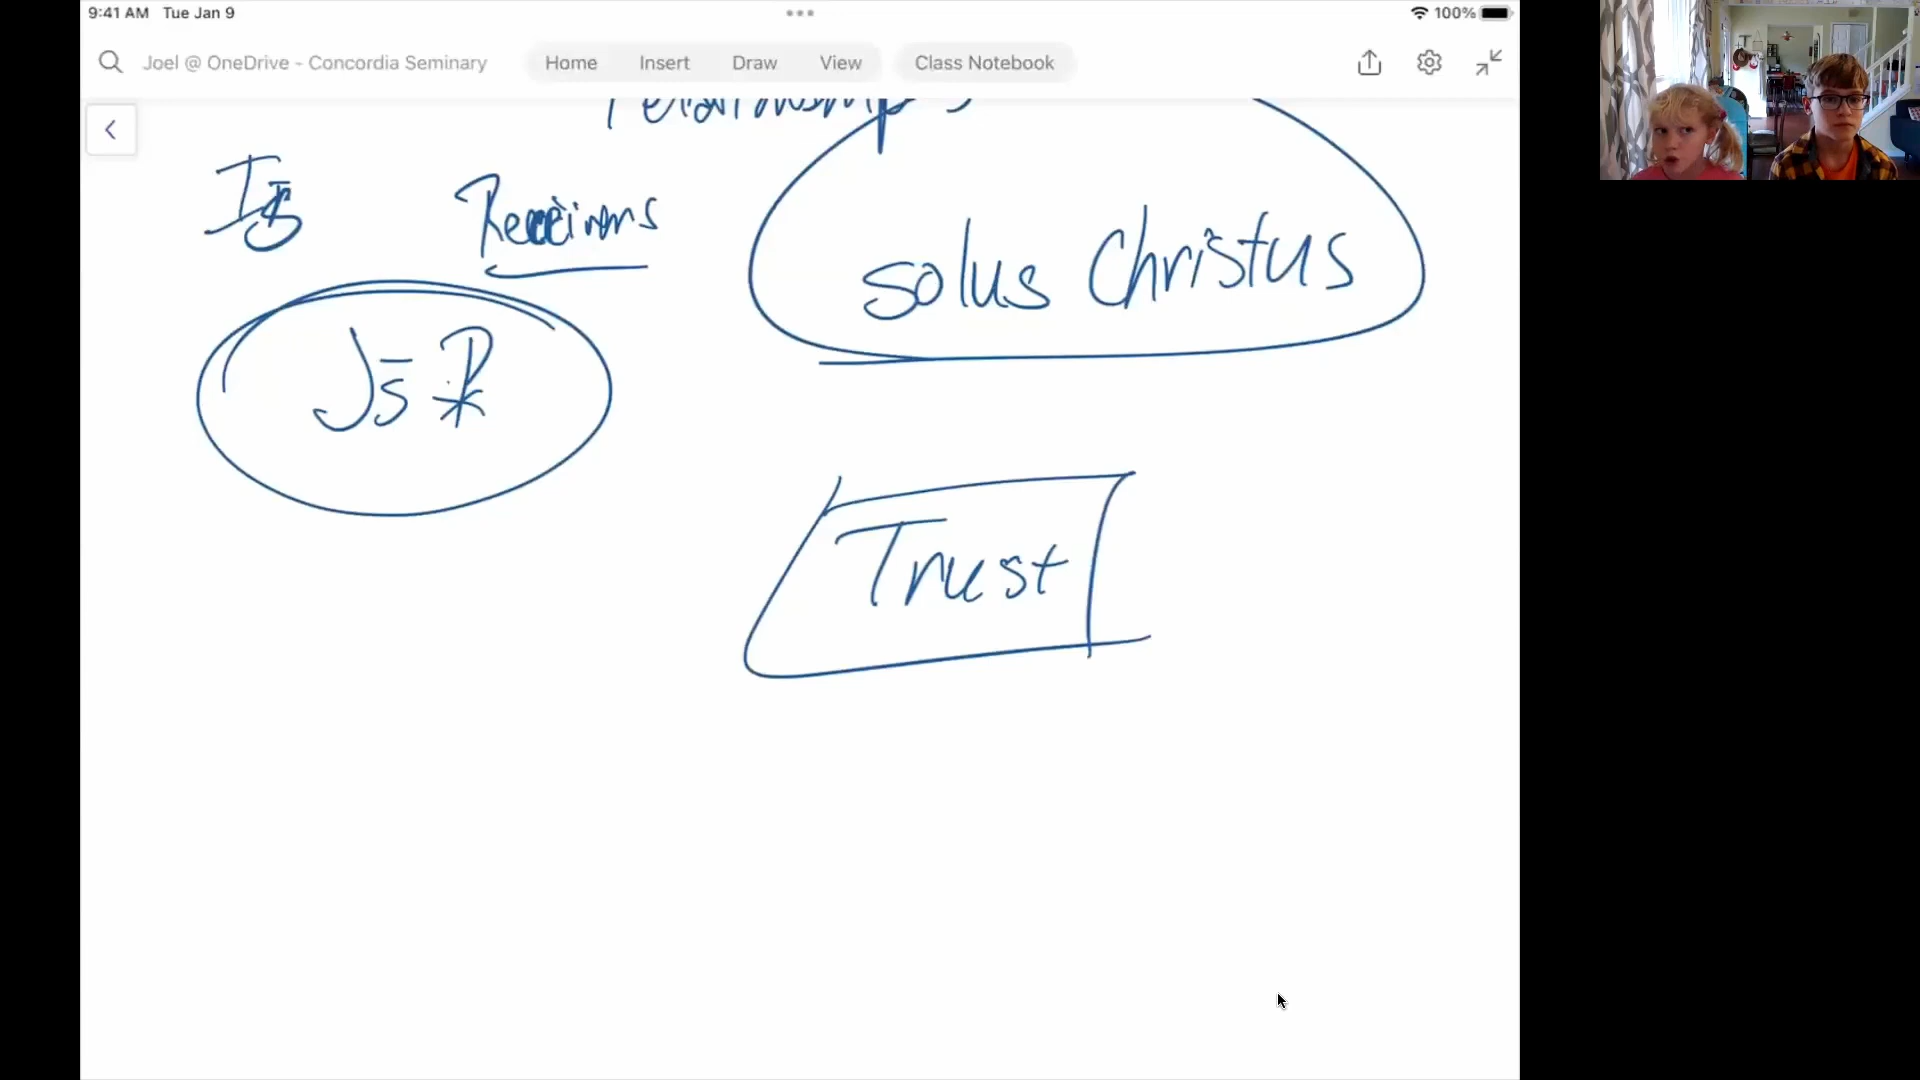 9:41 AM Tue Jan 9
100%
Joel @ OneDrive - Concordia Seminary Home Insert Draw View Class Notebook
relationships
solus Christus
Trust